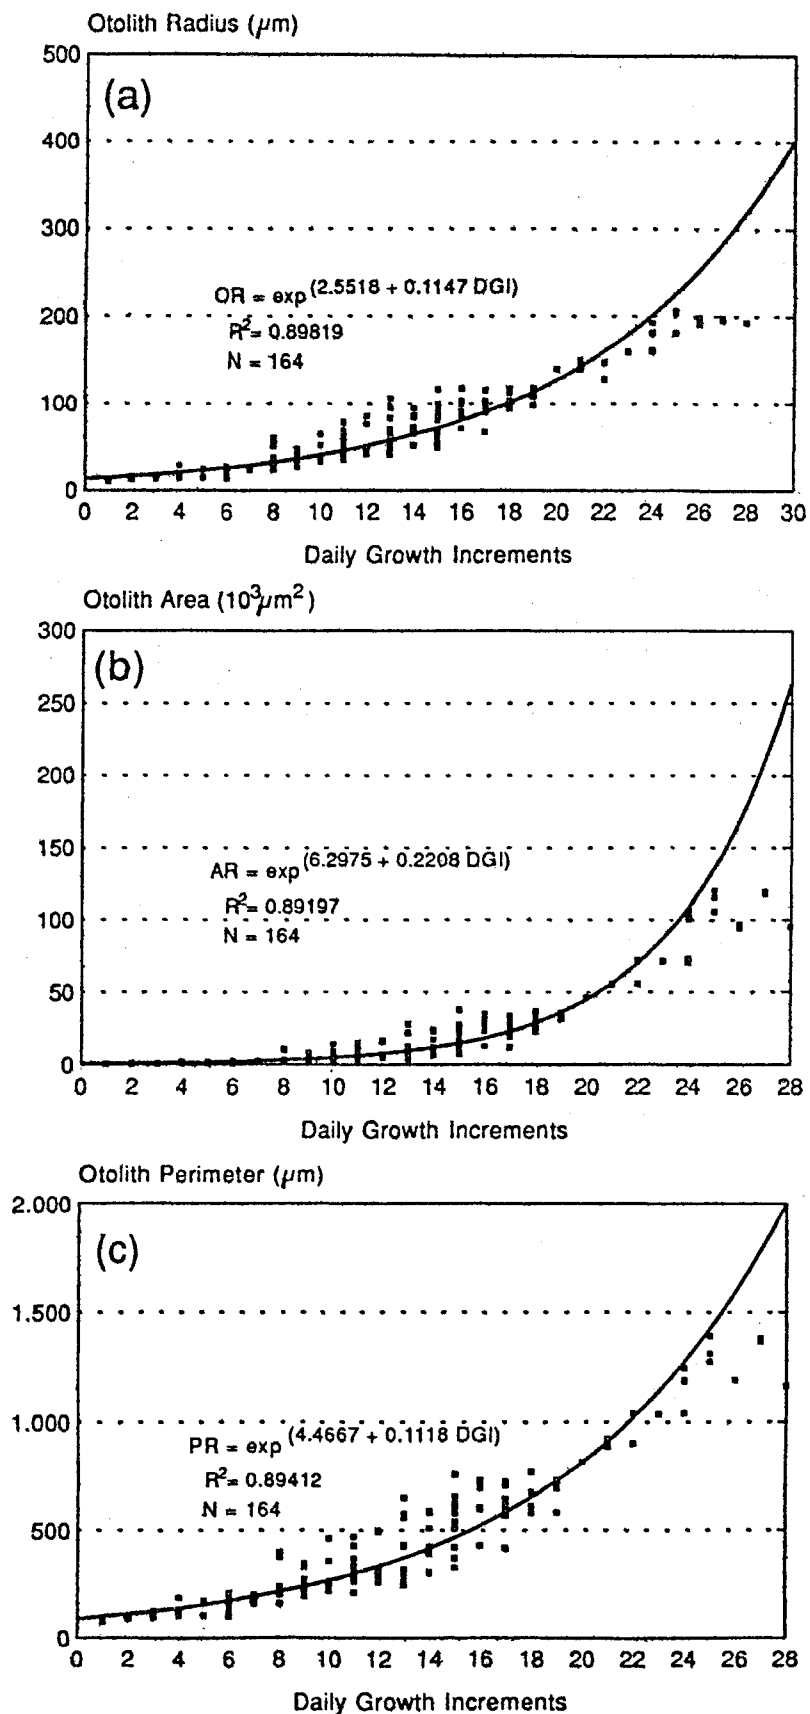 Otolith Radius (µm)
500
(a)
400
300
OR = exp(2.5518 + 0.1147 DGI)
200
R2 = 0.89819
N = 164
100
0
0 2 4 6 8 10 12 14 16 18 20 22 24 26 28 30
Daily Growth Increments
Otolith Area (103µm2)
300
(b)
250
200
150
AR = exp(6.2975 + 0.2208 DGI)
R2 = 0.89197
100
N = 164
50
0
0 2 4 6 8 10 12 14 16 18 20 22 24 26 28
Daily Growth Increments
Otolith Perimeter (µm)
2.000
(c)
1.500
1.000
PR = exp(4.4667 + 0.1118 DGI)
R2= 0.89412
N = 164
500
0
0 2 4 6 8 10 12 14 16 18 20 22 24 26 28
Daily Growth Increments